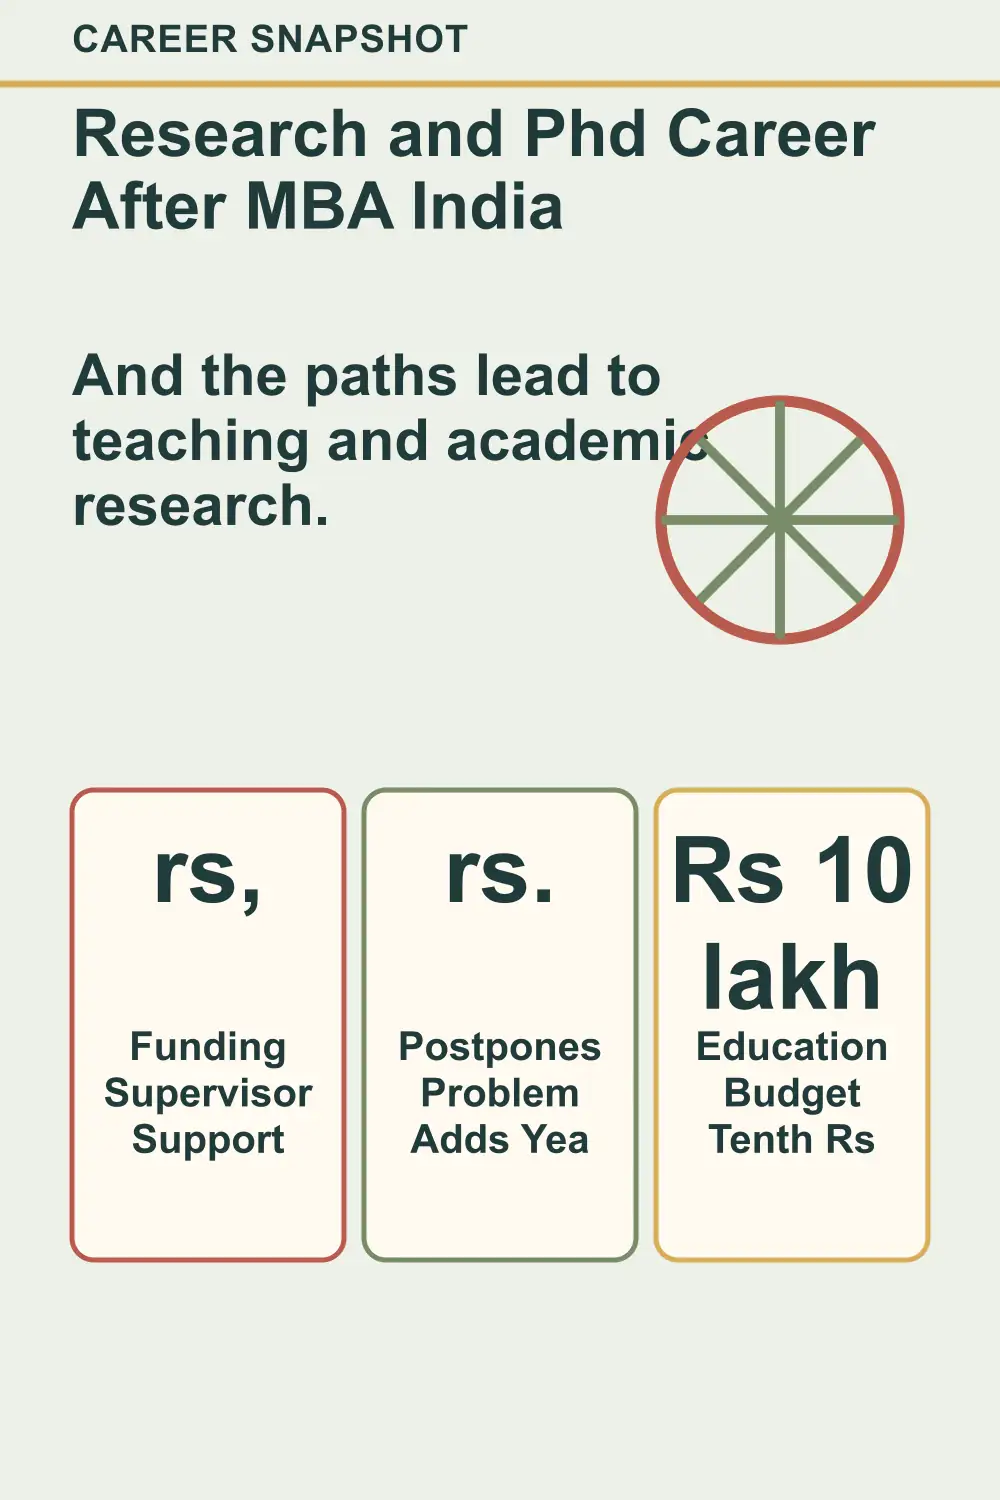 CAREER SNAPSHOT
Research and Phd Career
After MBA India
And the paths lead to
teaching and academic
research.
rs,
Funding
Supervisor
Support
rs.
Postpones
Problem
Adds Yea
Rs 10
lakh
Education
Budget
Tenth Rs